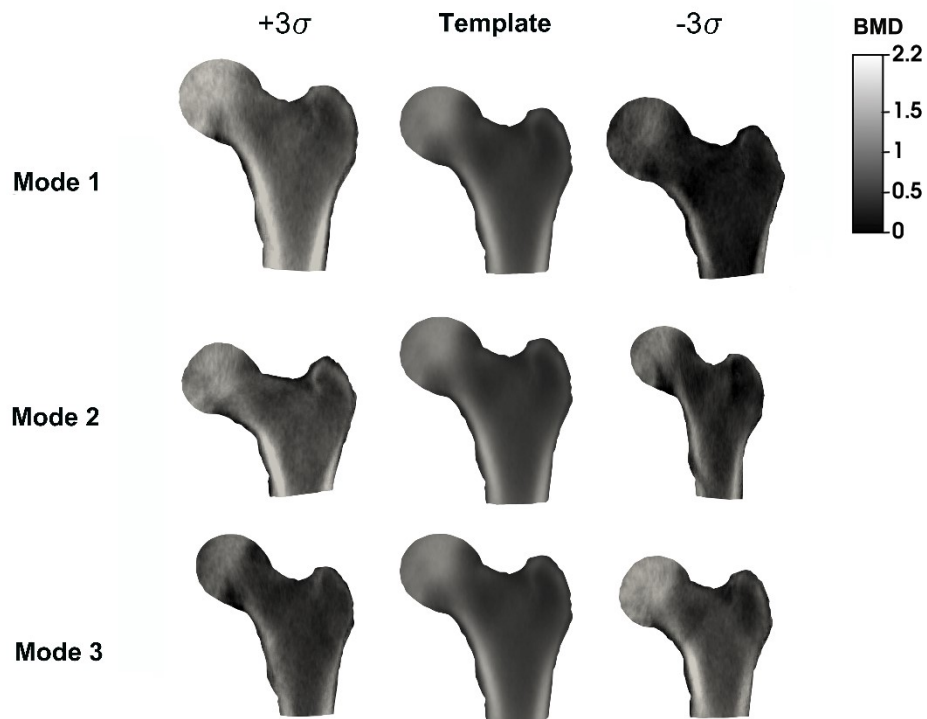 +3σ Template -3σ
BMD
2.2
1.5
1
0.5
0
Mode 1
Mode 2
Mode 3